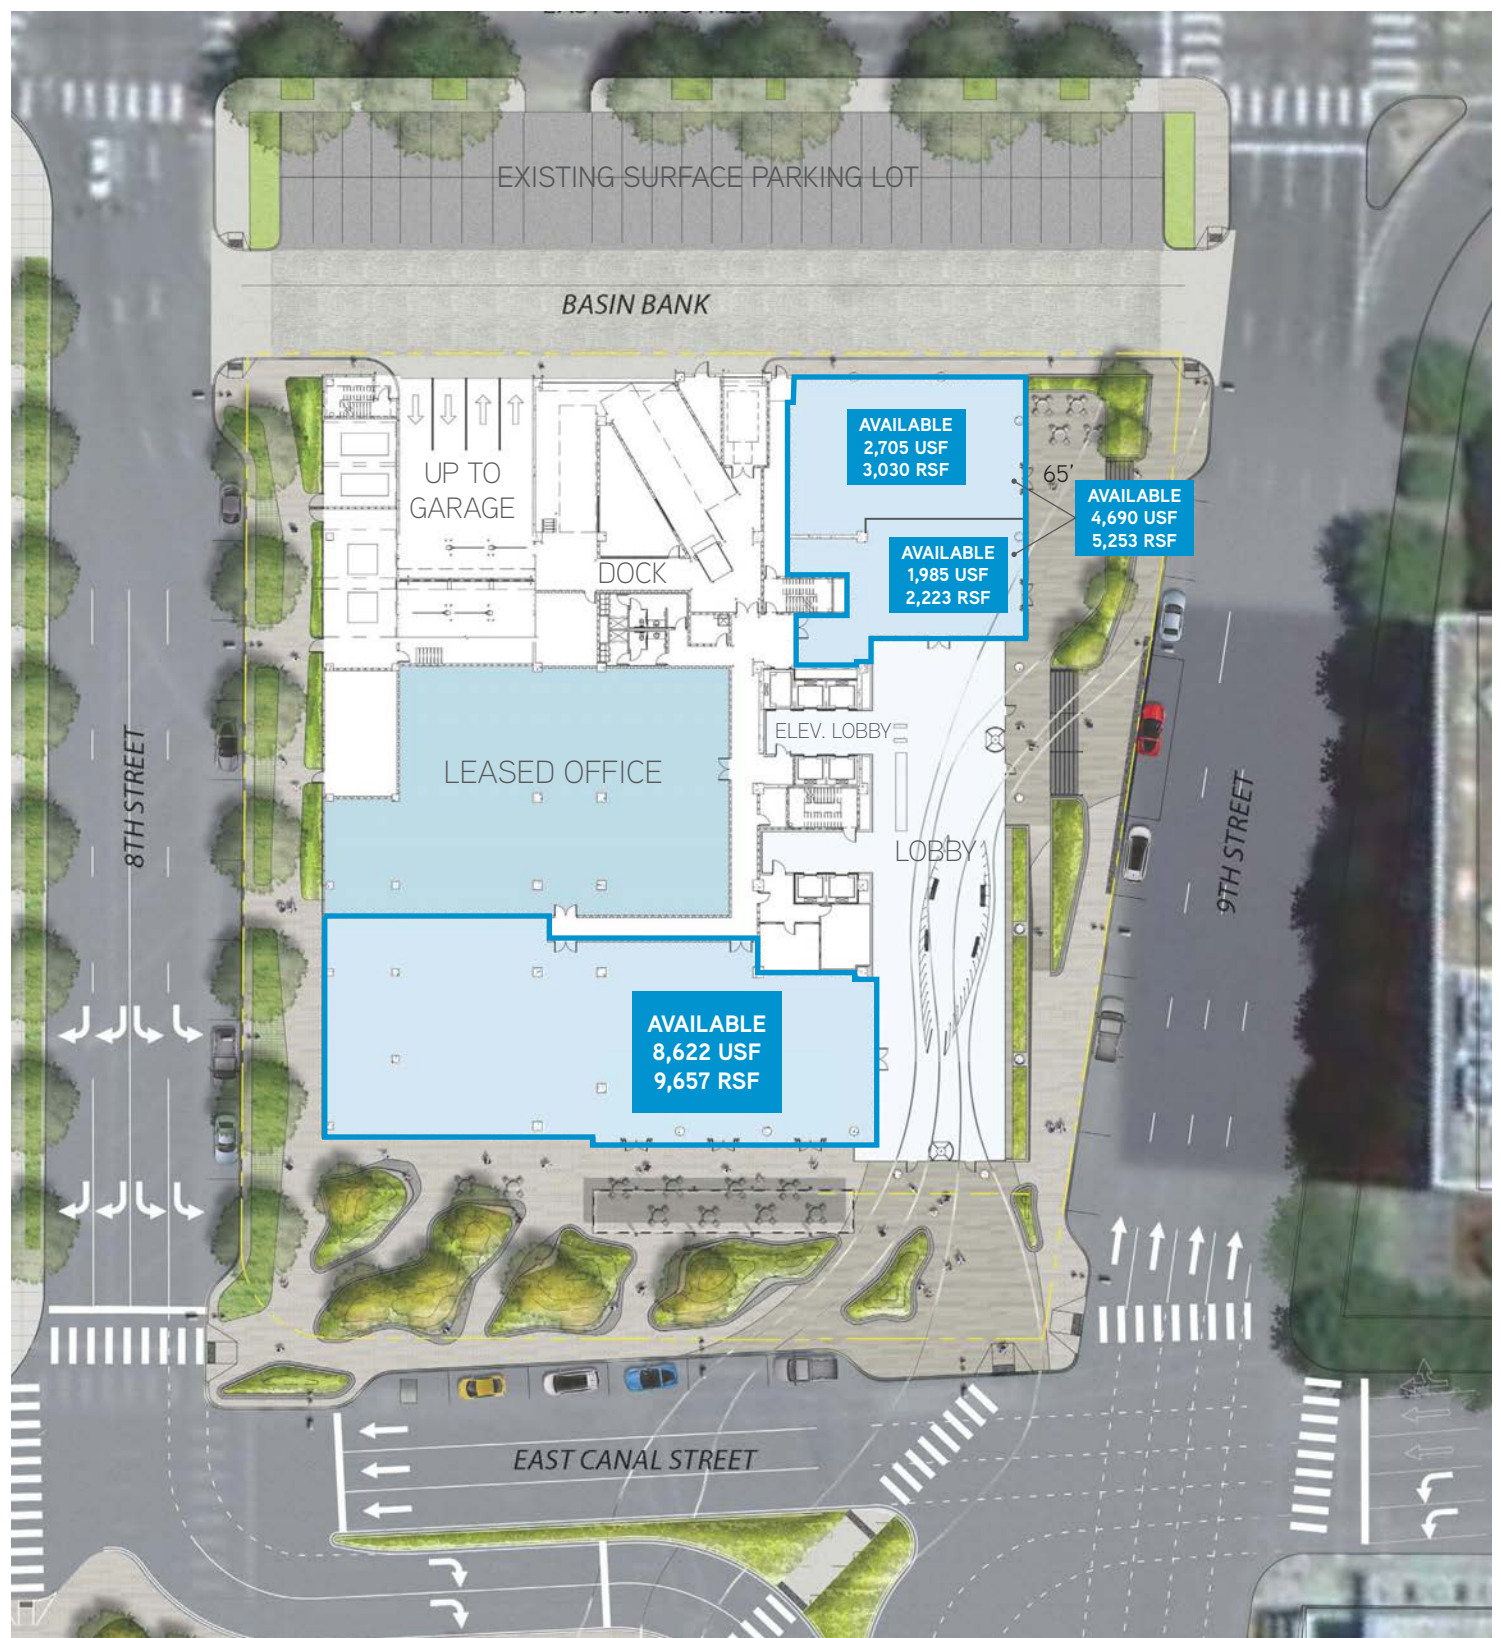 EXISTING SURFACE PARKING LOT
BASIN BANK
AVAILABLE
2,705 USF
3,030 RSF
UP TO
GARAGE
65'
AVAILABLE
4,690 USF
5,253 RSF
AVAILABLE
1,985 USF
2,223 RSF
DOCK
ELEV. LOBBY
LEASED OFFICE
8TH STREET
9TH STREET
LOBBY
AVAILABLE
8,622 USF
9,657 RSF
EAST CANAL STREET